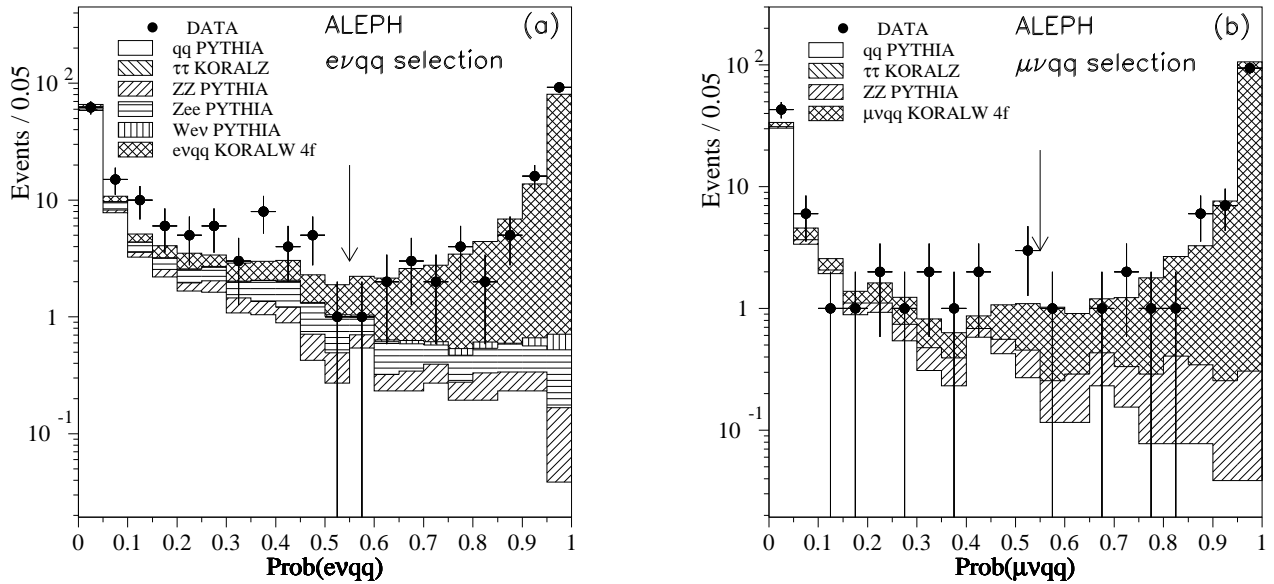 ALEPH
(a)
eνqq selection
DATA
qq PYTHIA
ττ KORALZ
ZZ PYTHIA
Zee PYTHIA
Weν PYTHIA
eνqq KORALW 4f
Events / 0.05
10 2
10
1
10 -1
0 0.1 0.2 0.3 0.4 0.5 0.6 0.7 0.8 0.9 1
Prob(eνqq)
ALEPH
(b)
μνqq selection
DATA
qq PYTHIA
ττ KORALZ
ZZ PYTHIA
μνqq KORALW 4f
Events / 0.05
10 2
10
1
10 -1
0 0.1 0.2 0.3 0.4 0.5 0.6 0.7 0.8 0.9 1
Prob(μνqq)